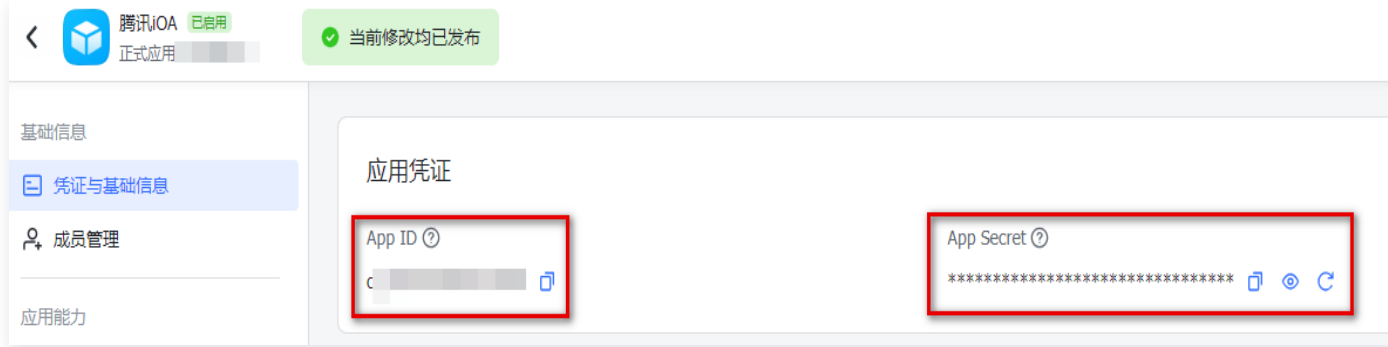 腾讯iOA 已启用
正式应用
当前修改均已发布
基础信息
凭证与基础信息
成员管理
应用能力
应用凭证
App ID
App Secret
********************************